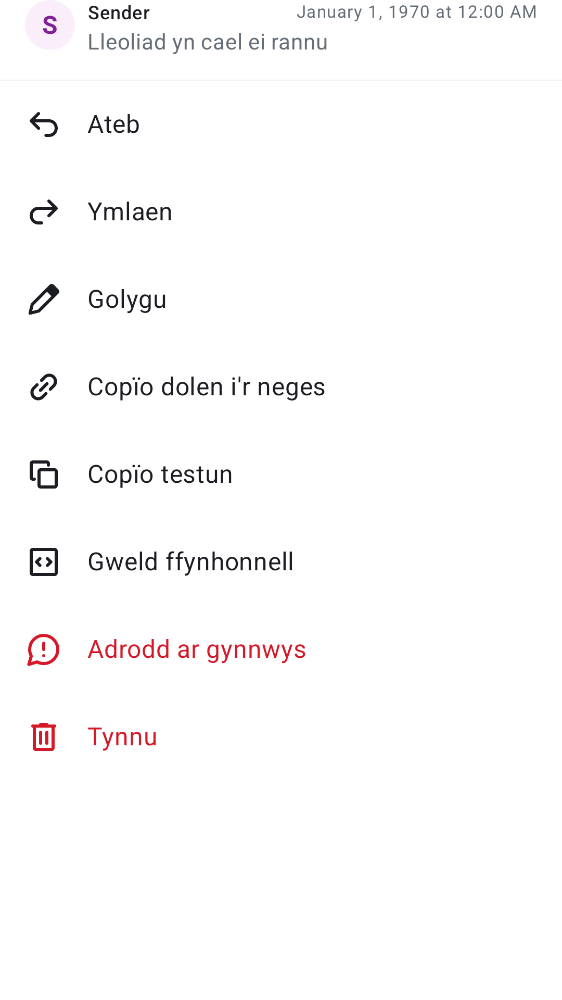 S
Sender
January 1, 1970 at 12:00 AM
Lleoliad yn cael ei rannu
Ateb
Ymlaen
Golygu
Copïo dolen i'r neges
Copïo testun
Gweld ffynhonnell
Adrodd ar gynnwys
Tynnu